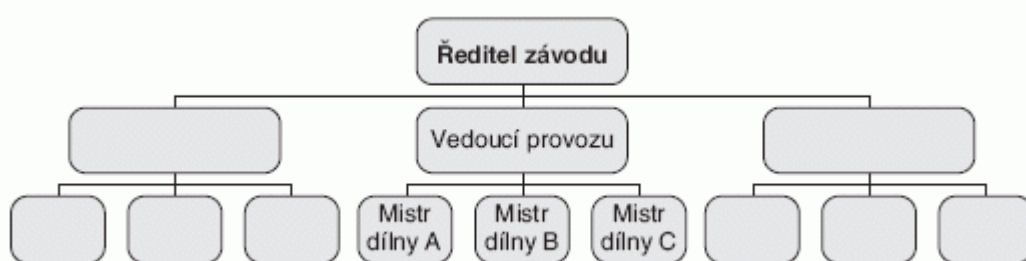 Ředitel závodu
Vedoucí provozu
Mistr
dílny A
Mistr
dílny B
Mistr
dílny C